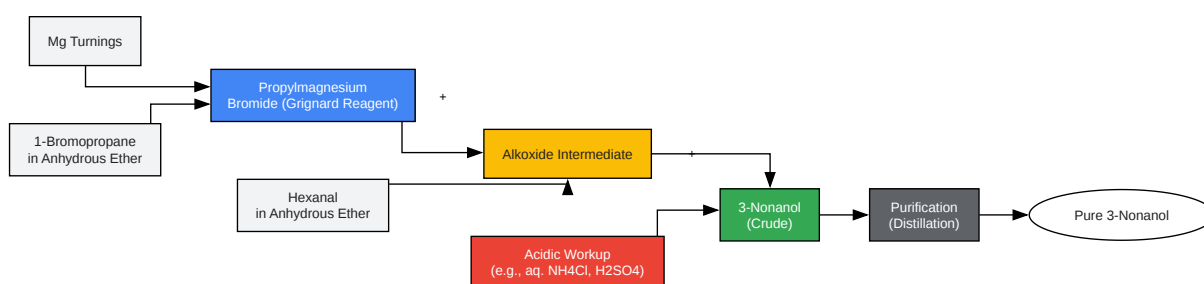 Mg Turnings
Propylmagnesium
Bromide (Grignard Reagent)
+
1-Bromopropane
in Anhydrous Ether
Alkoxide Intermediate
+
Hexanal
in Anhydrous Ether
3-Nonanol
(Crude)
Purification
(Distillation)
Pure 3-Nonanol
Acidic Workup
(e.g., aq. NH4Cl, H2SO4)